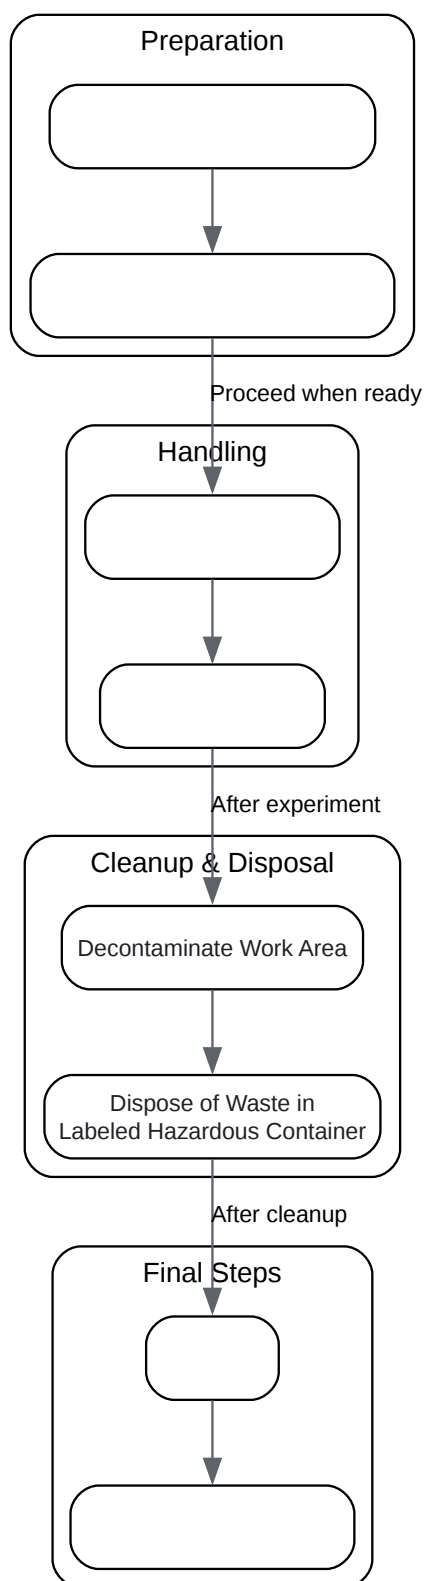 Preparation
Proceed when ready
Handling
After experiment
Cleanup & Disposal
Decontaminate Work Area
Dispose of Waste in
Labeled Hazardous Container
After cleanup
Final Steps